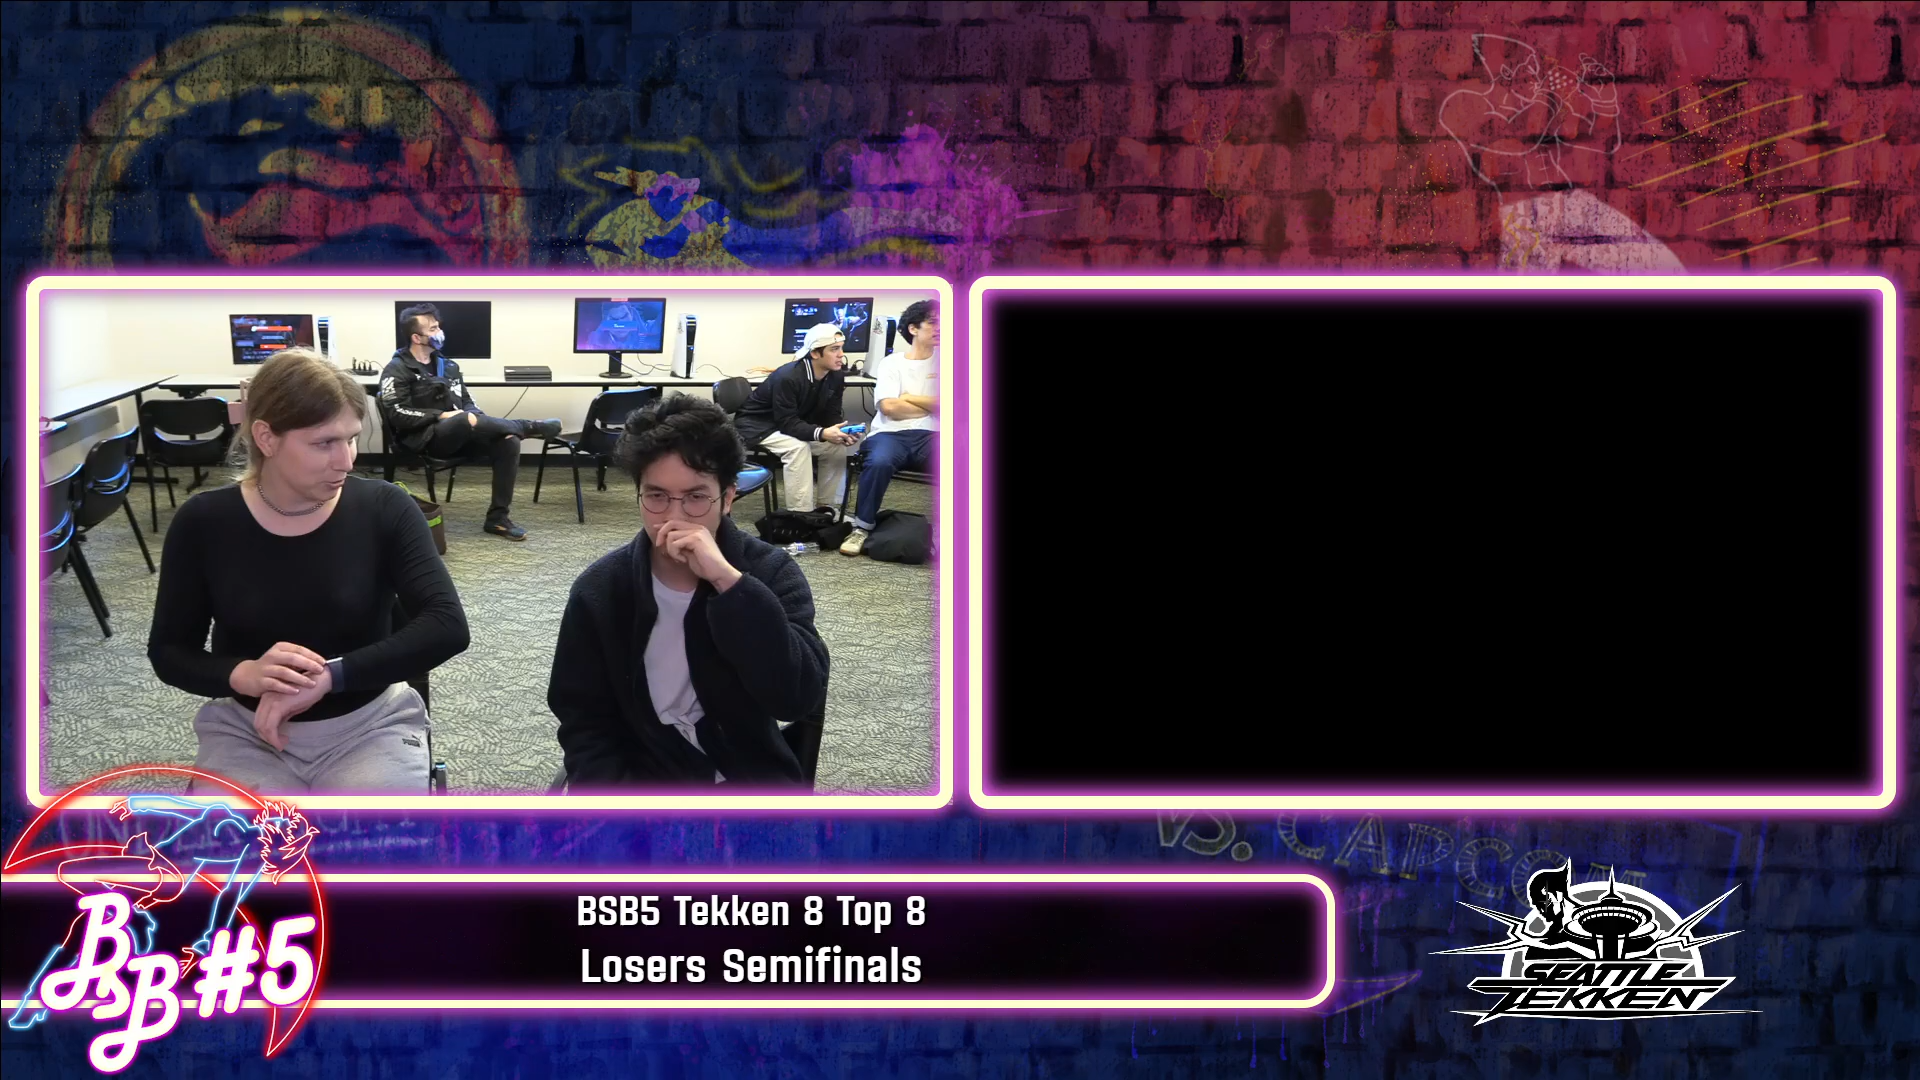 VS. CAPCOM
BSB5 Tekken 8 Top 8
Losers Semifinals
BSB #5
SEATTLE
TEKKEN